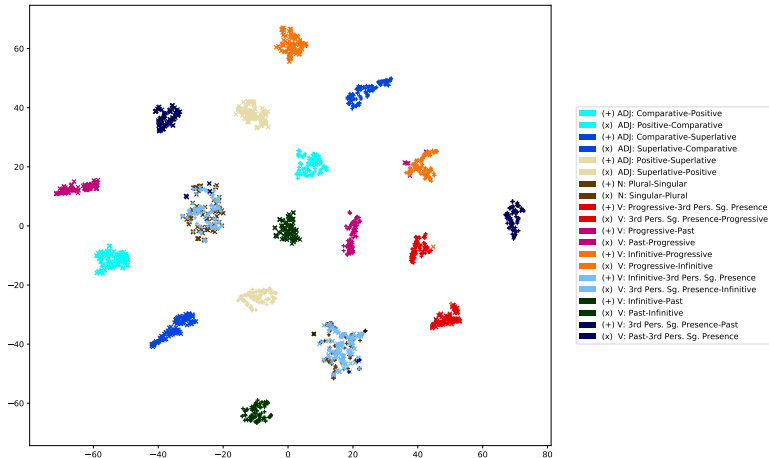 60
40
20
0
−20
−40
−60
−60
−40
−20
0
20
40
60
80
(+) ADJ: Comparative-Positive
(x) ADJ: Positive-Comparative
(+) ADJ: Comparative-Superlative
(x) ADJ: Superlative-Comparative
(+) ADJ: Positive-Superlative
(x) ADJ: Superlative-Positive
(+) N: Plural-Singular
(x) N: Singular-Plural
(+) V: Progressive-3rd Pers. Sg. Presence
(x) V: 3rd Pers. Sg. Presence-Progressive
(+) V: Progressive-Past
(x) V: Past-Progressive
(+) V: Infinitive-Progressive
(x) V: Progressive-Infinitive
(+) V: Infinitive-3rd Pers. Sg. Presence
(x) V: 3rd Pers. Sg. Presence-Infinitive
(+) V: Infinitive-Past
(x) V: Past-Infinitive
(+) V: 3rd Pers. Sg. Presence-Past
(x) V: Past-3rd Pers. Sg. Presence